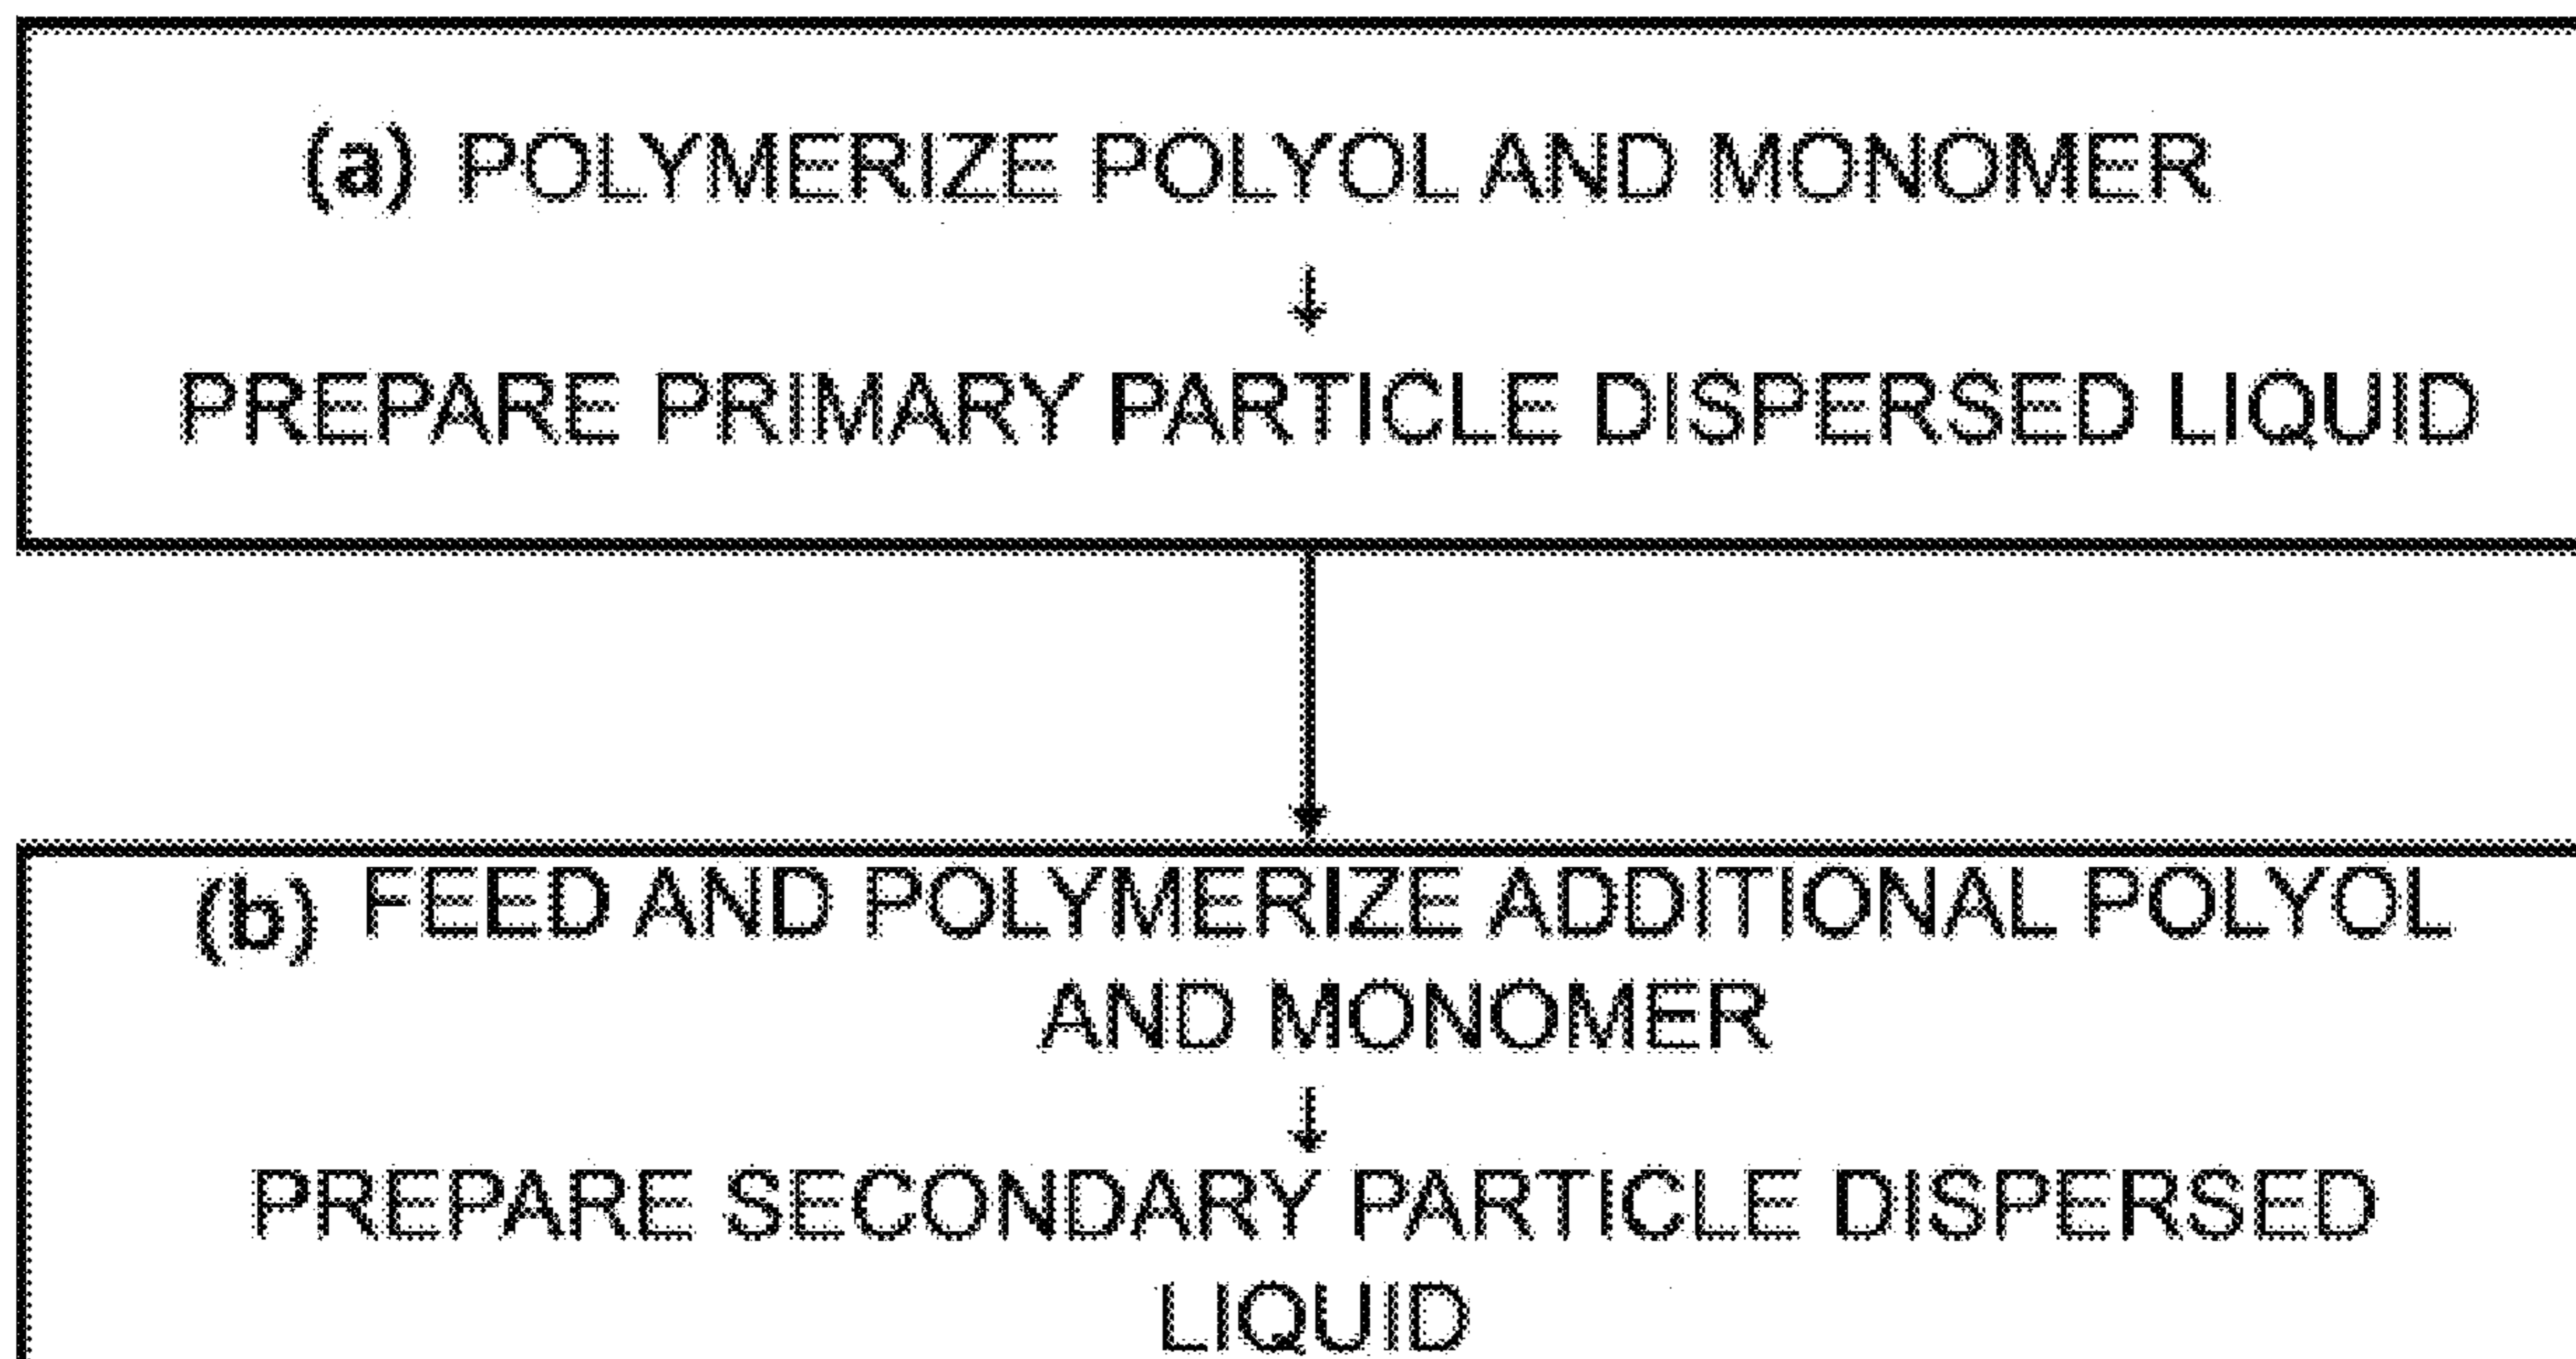 (a) POLYMERIZE POLYOL AND MONOMER
↓
PREPARE PRIMARY PARTICLE DISPERSED LIQUID
(b) FEED AND POLYMERIZE ADDITIONAL POLYOL
AND MONOMER
↓
PREPARE SECONDARY PARTICLE DISPERSED
LIQUID